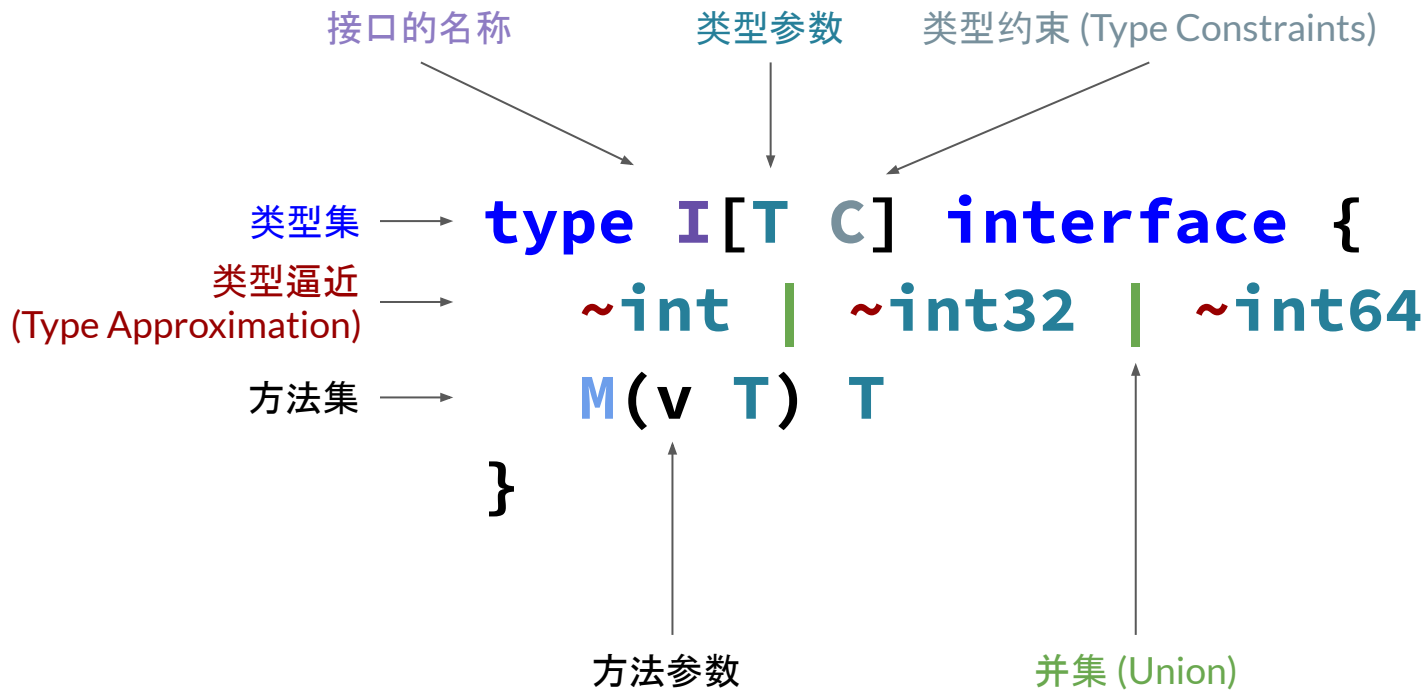 接口的名称
类型参数
类型约束 (Type Constraints)
类型集
type I[T C] interface {
类型逼近
(Type Approximation)
~int | ~int32 | ~int64
方法集
M(v T) T
}
方法参数
并集 (Union)